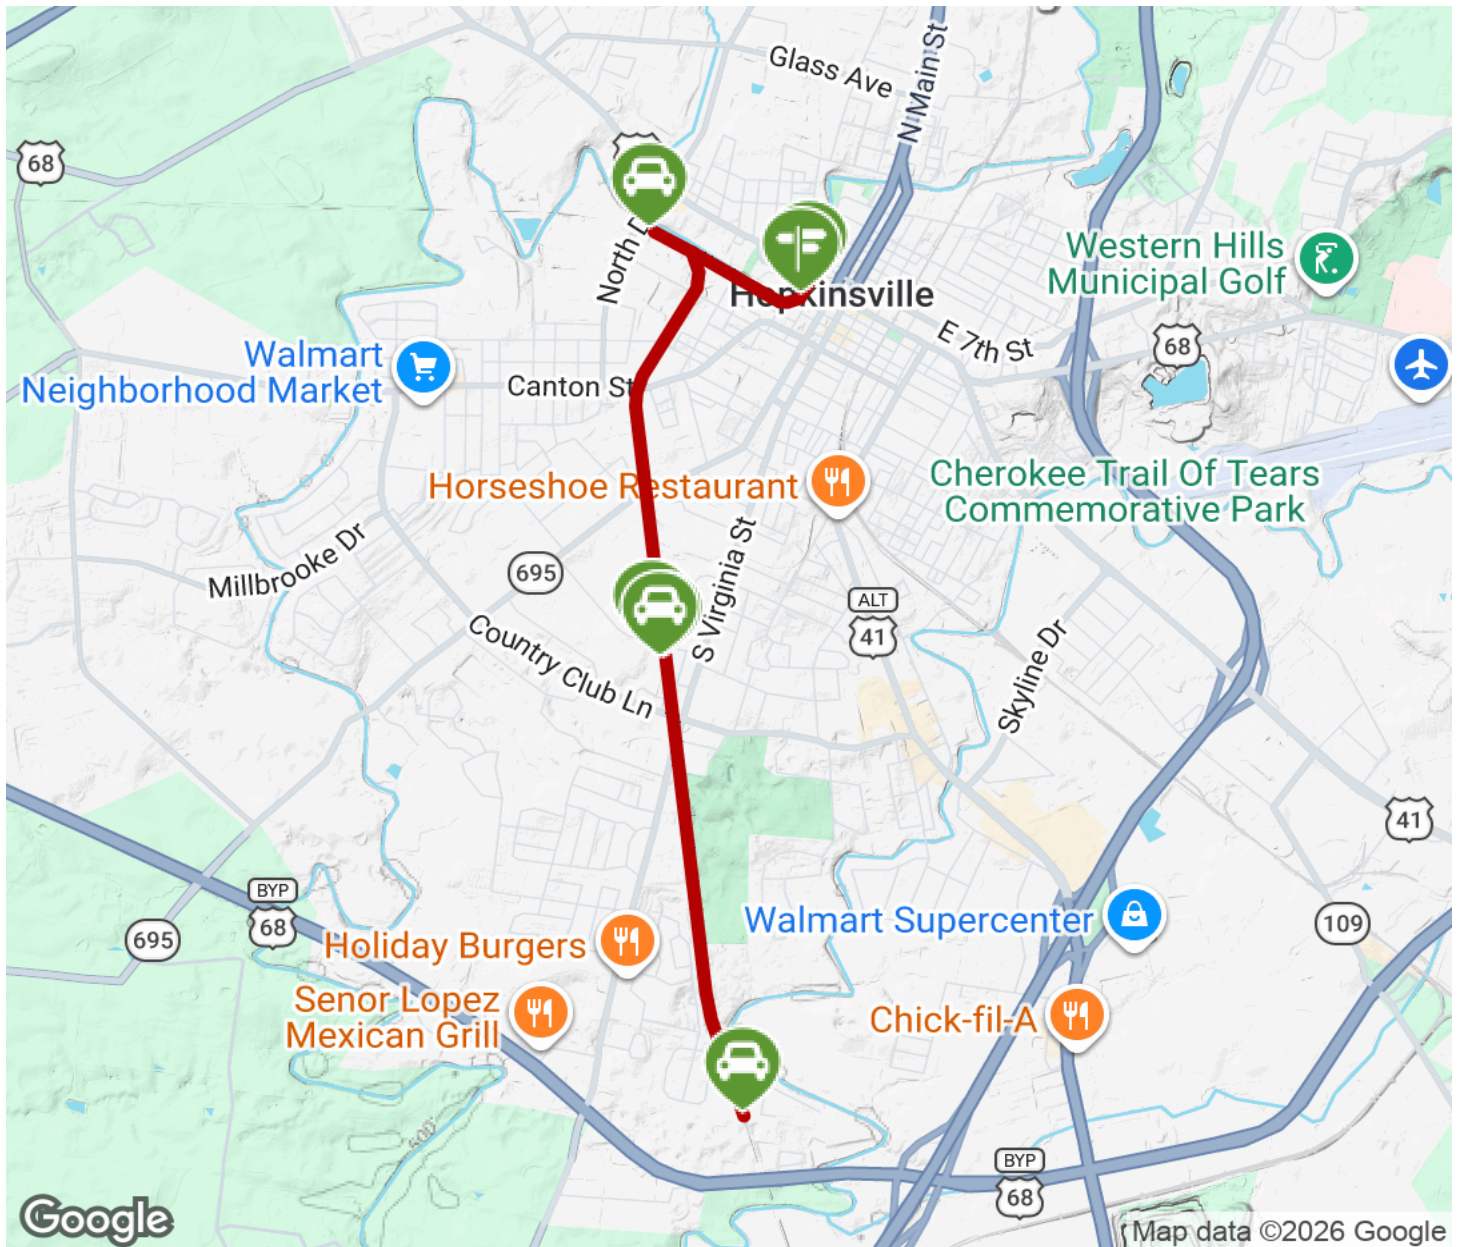 Glass Ave
N Main St
68
North D
Western Hills
Municipal Golf
Hopkinsville
E 7th St
68
Walmart
Neighborhood Market
Canton St
Horseshoe Restaurant
Cherokee Trail Of Tears
Commemorative Park
Millbrooke Dr
695
S Virginia St
ALT
41
Country Club Ln
Skyline Dr
41
BYP
68
695
Holiday Burgers
Walmart Supercenter
109
Senor Lopez
Mexican Grill
Chick-fil-A
BYP
68
Google
Map data ©2026 Google